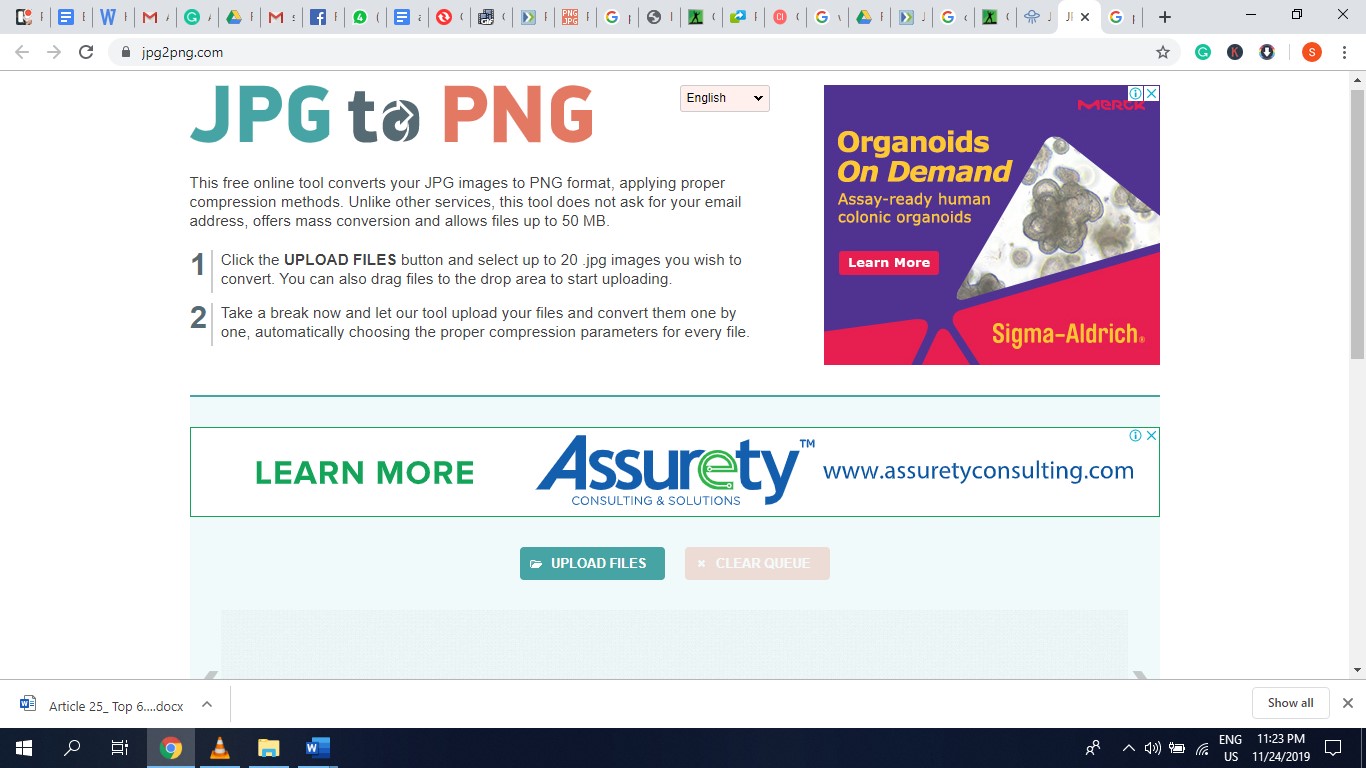 jpg2png.com
S
JPG to PNG
English
This free online tool converts your JPG images to PNG format, applying proper
compression methods. Unlike other services, this tool does not ask for your email
address, offers mass conversion and allows files up to 50 MB.
1 Click the UPLOAD FILES button and select up to 20 .jpg images you wish to
convert. You can also drag files to the drop area to start uploading.
2 Take a break now and let our tool upload your files and convert them one by
one, automatically choosing the proper compression parameters for every file.
MERCK
Organoids
On Demand
Assay-ready human
colonic organoids
Learn More
Sigma-Aldrich®
LEARN MORE
Assurety™
CONSULTING & SOLUTIONS
www.assuretyconsulting.com
UPLOAD FILES
CLEAR QUEUE
Article 25_ Top 6....docx
Show all
ENG
US
11:23 PM
11/24/2019